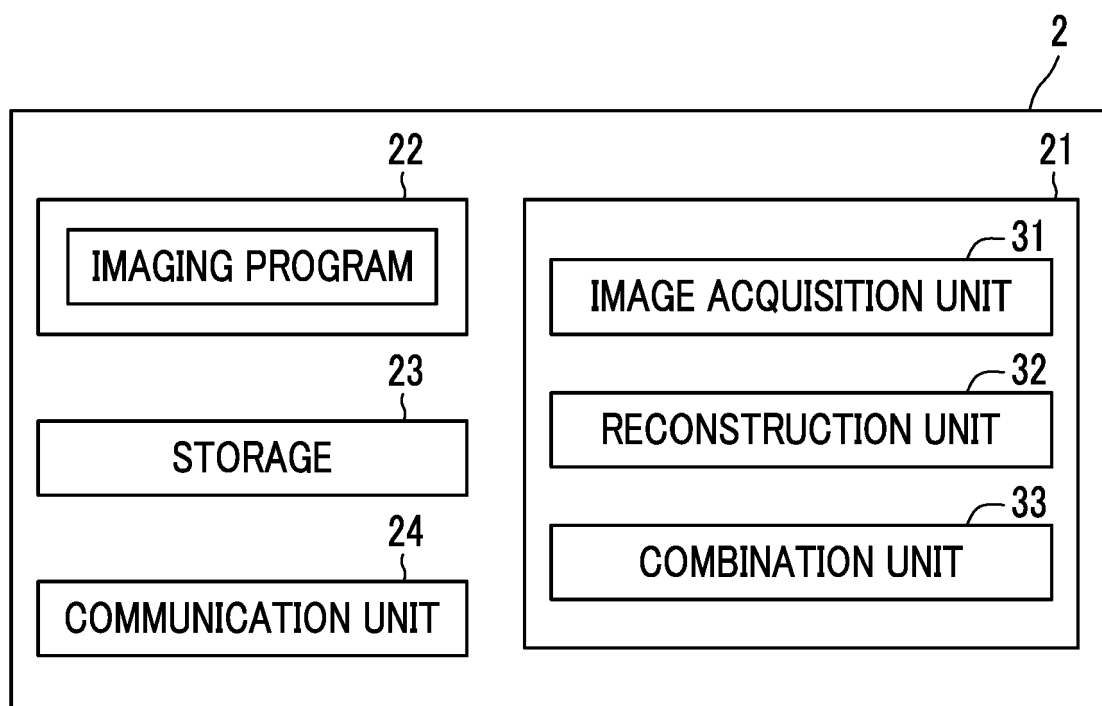 2
22
IMAGING PROGRAM
23
STORAGE
24
COMMUNICATION UNIT
21
31
IMAGE ACQUISITION UNIT
32
RECONSTRUCTION UNIT
33
COMBINATION UNIT